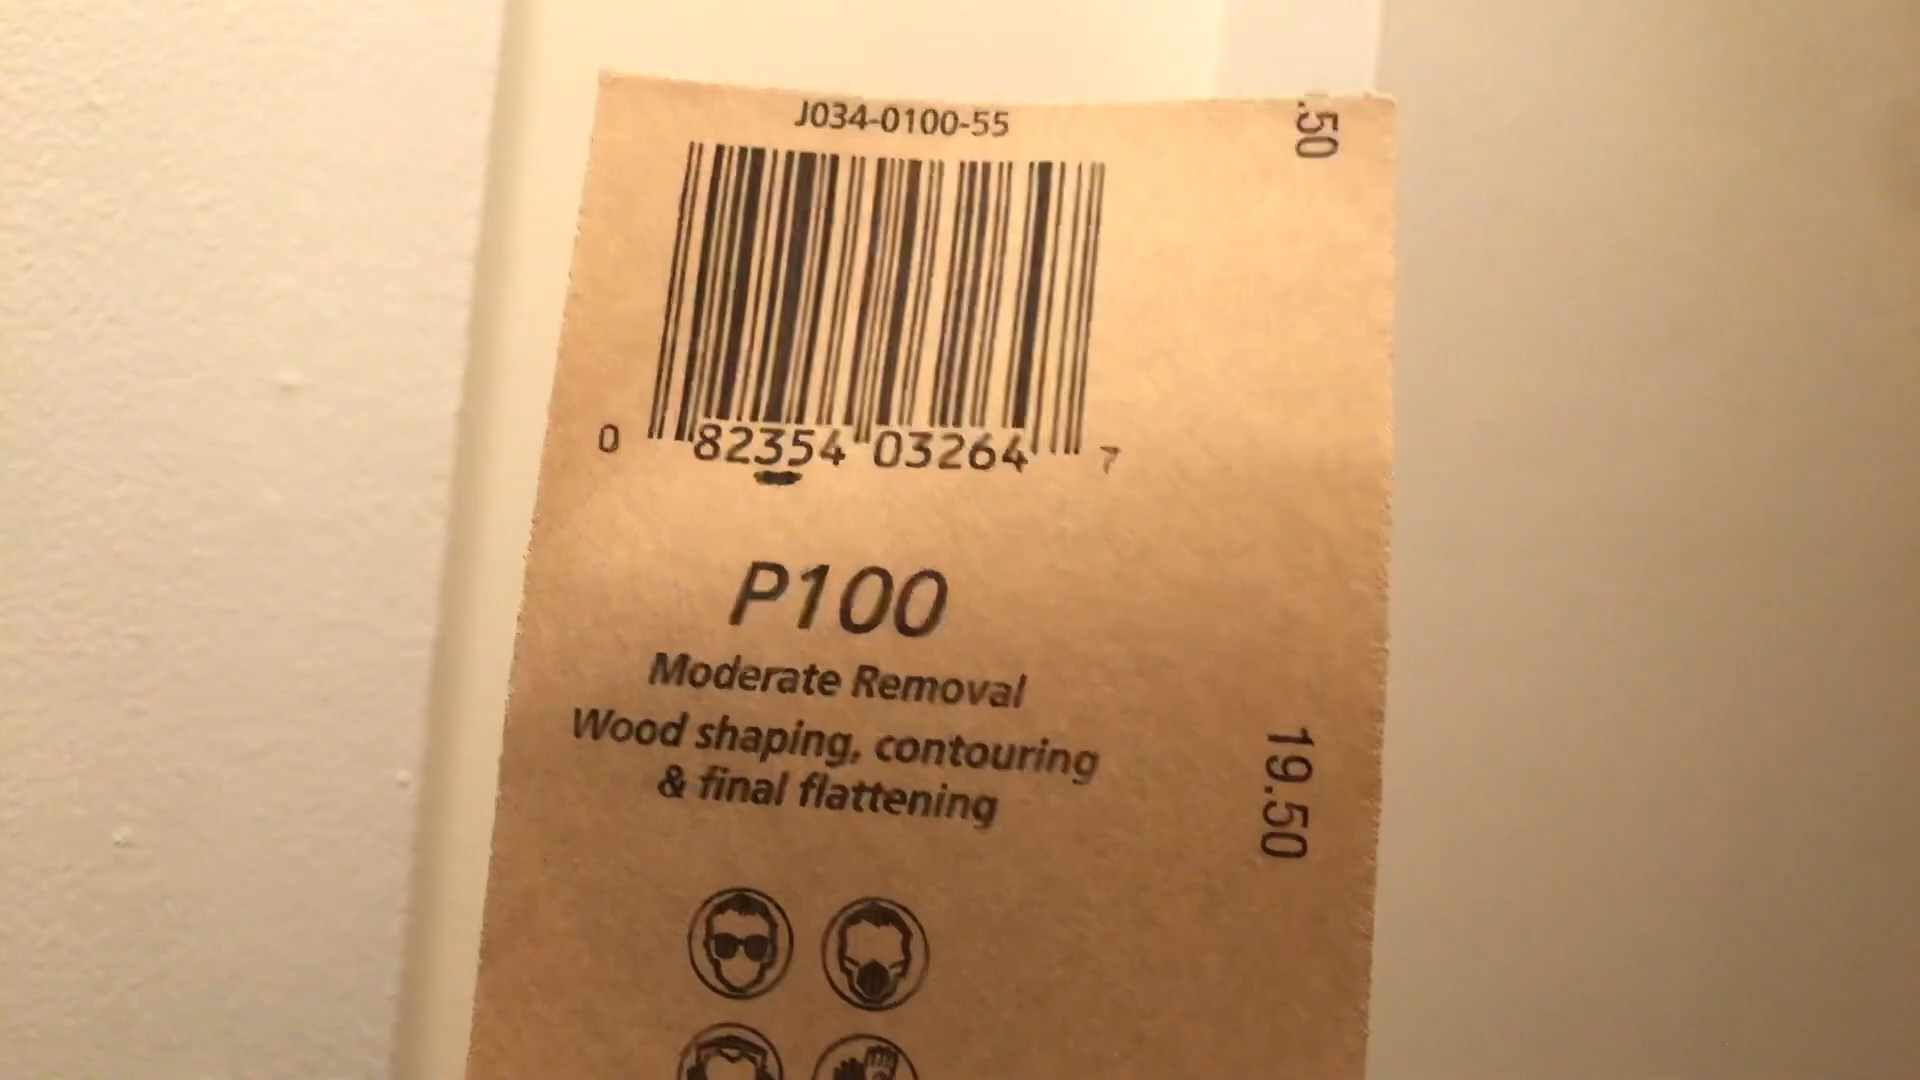 J034-0100-55
.50
0 82354 03264 7
P100
Moderate Removal
Wood shaping, contouring
& final flattening
19.50